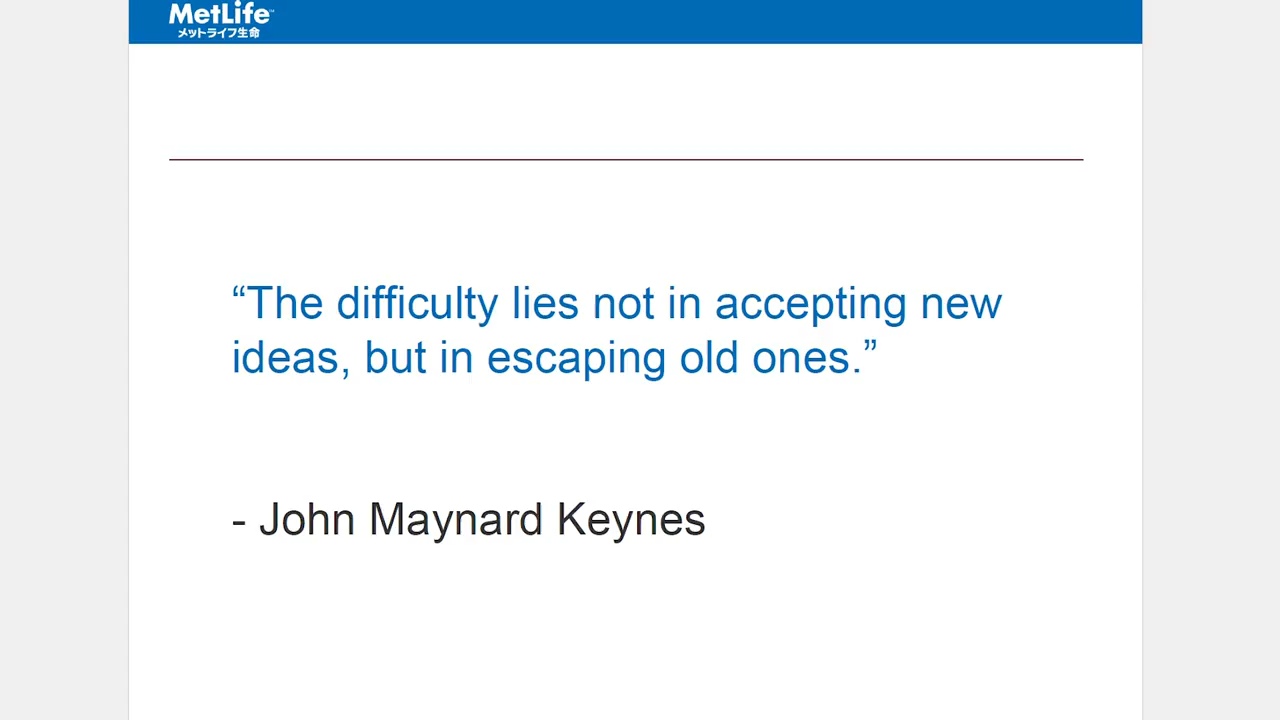 MetLife™
メットライフ生命
“The difficulty lies not in accepting new
ideas, but in escaping old ones.”
- John Maynard Keynes